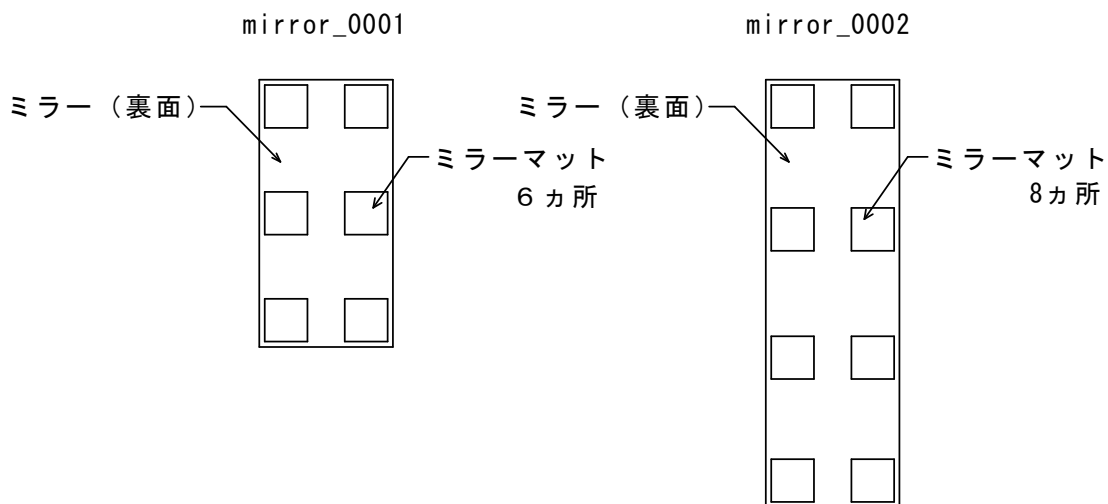 mirror_0001
ミラー（裏面）
ミラーマット
６ヵ所
mirror_0002
ミラー（裏面）
ミラーマット
8ヵ所